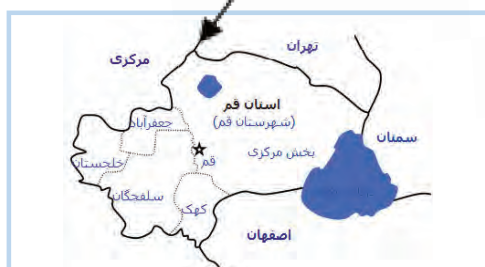 تهران
مرکزی
استان قم
(شهرستان قم)
جعفرآباد
سمنان
بخش مرکزی
قم
خلجستان
سلفچگان
کهک
اصفهان